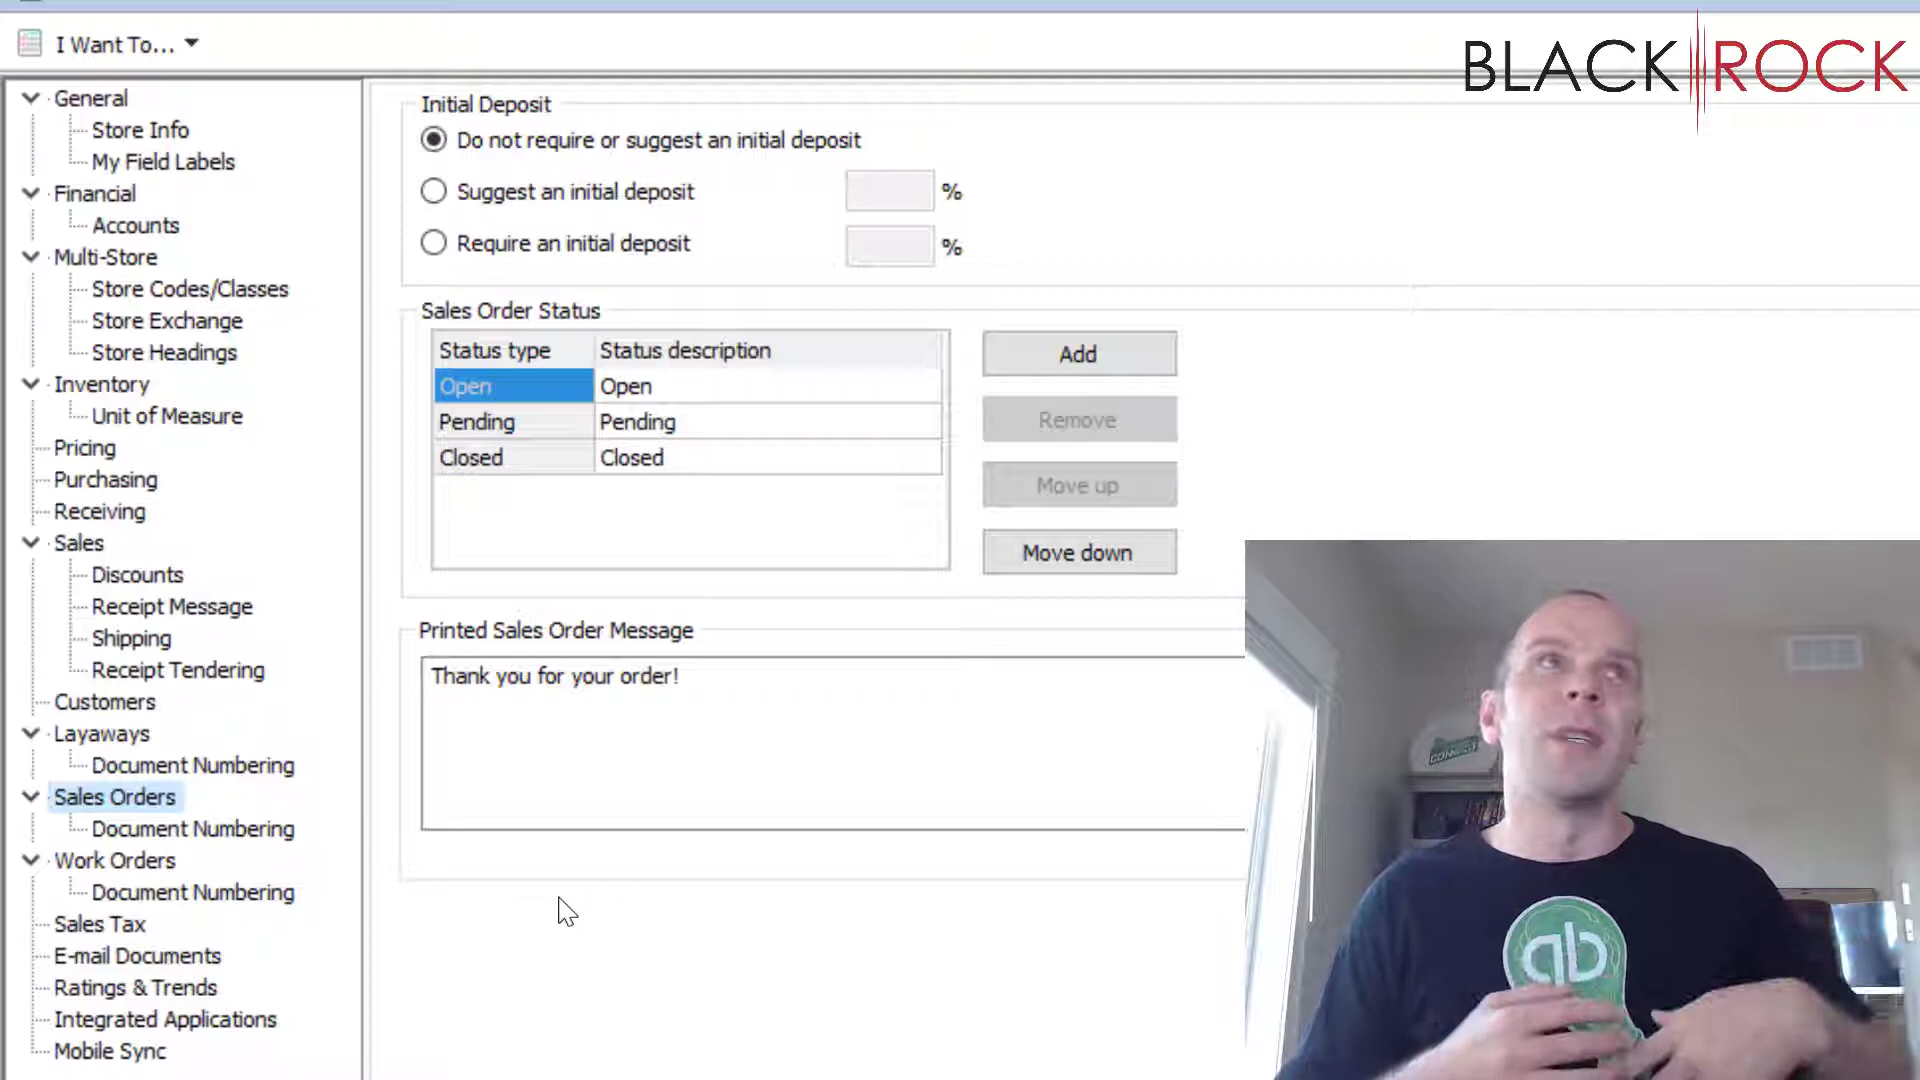 I Want To...
BLACK ROCK
General
Store Info
My Field Labels
Financial
Accounts
Multi-Store
Store Codes/Classes
Store Exchange
Store Headings
Inventory
Unit of Measure
Pricing
Purchasing
Receiving
Sales
Discounts
Receipt Message
Shipping
Receipt Tendering
Customers
Layaways
Document Numbering
Sales Orders
Document Numbering
Work Orders
Document Numbering
Sales Tax
E-mail Documents
Ratings & Trends
Integrated Applications
Mobile Sync
Initial Deposit
Do not require or suggest an initial deposit
Suggest an initial deposit %
Require an initial deposit %
Sales Order Status
Status type Status description
Open Open
Pending Pending
Closed Closed
Add
Remove
Move up
Move down
Printed Sales Order Message
Thank you for your order!
CONNECT
qb